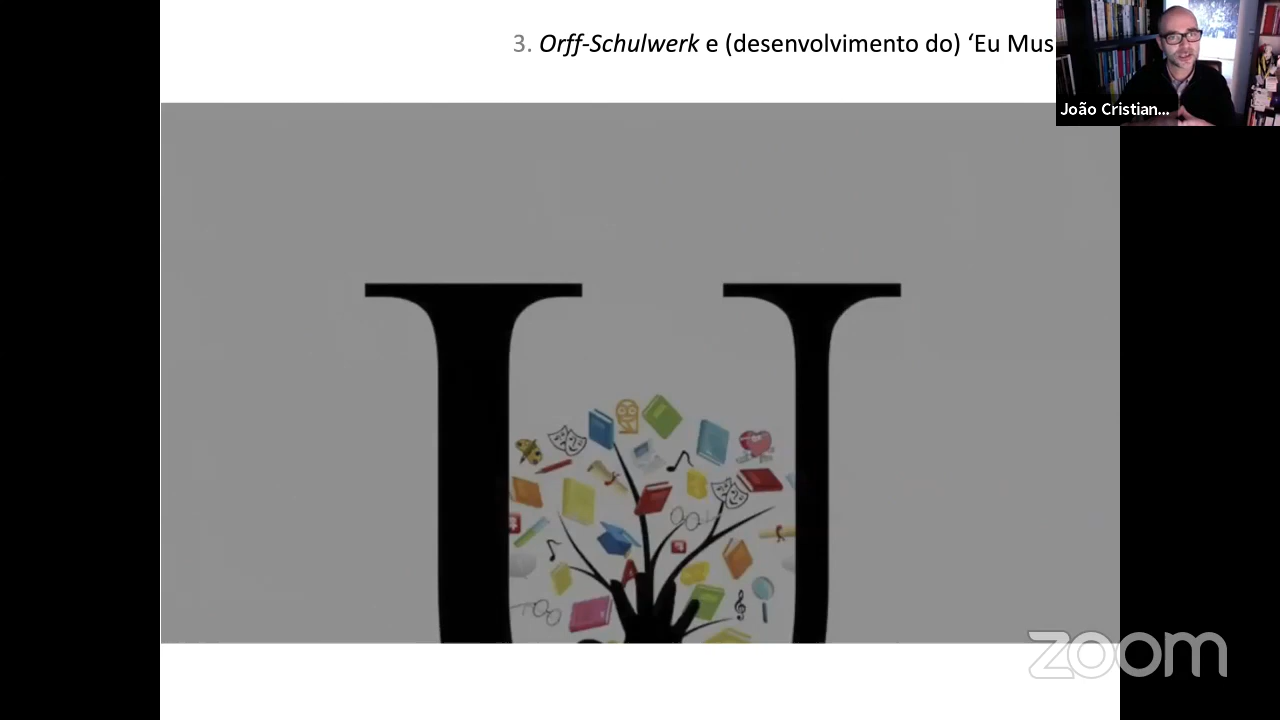 3. Orff-Schulwerk e (desenvolvimento do) ‘Eu Mus
João Cristian...
U
A
zoom